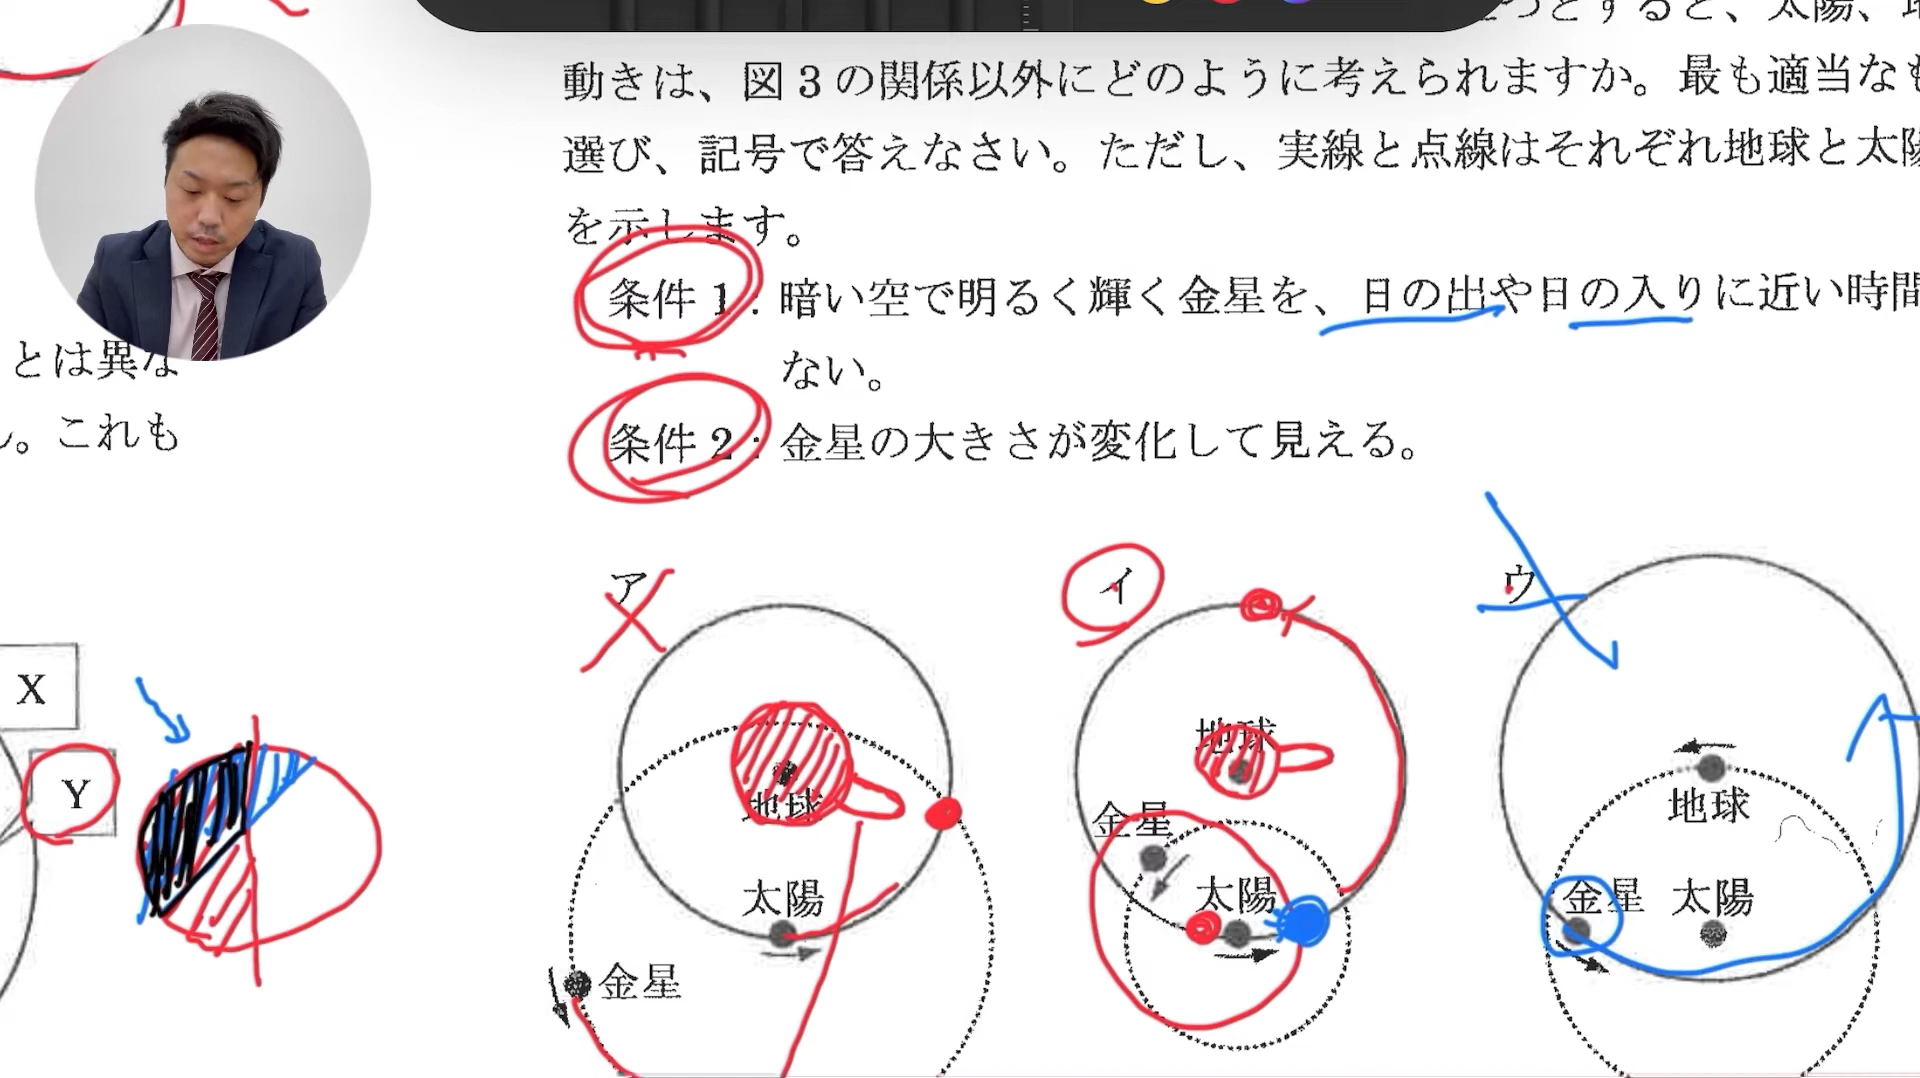 つとすると、太陽、
動きは、図3の関係以外にどのように考えられますか。最も適当な
選び、記号で答えなさい。ただし、実線と点線はそれぞれ地球と太陽
を示します。
条件1：暗い空で明るく輝く金星を、日の出や日の入りに近い時間
ない。
条件2：金星の大きさが変化して見える。
とは異な
。これも
X
Y
ア
地球
太陽
金星
イ
地球
金星
太陽
ウ
地球
金星
太陽